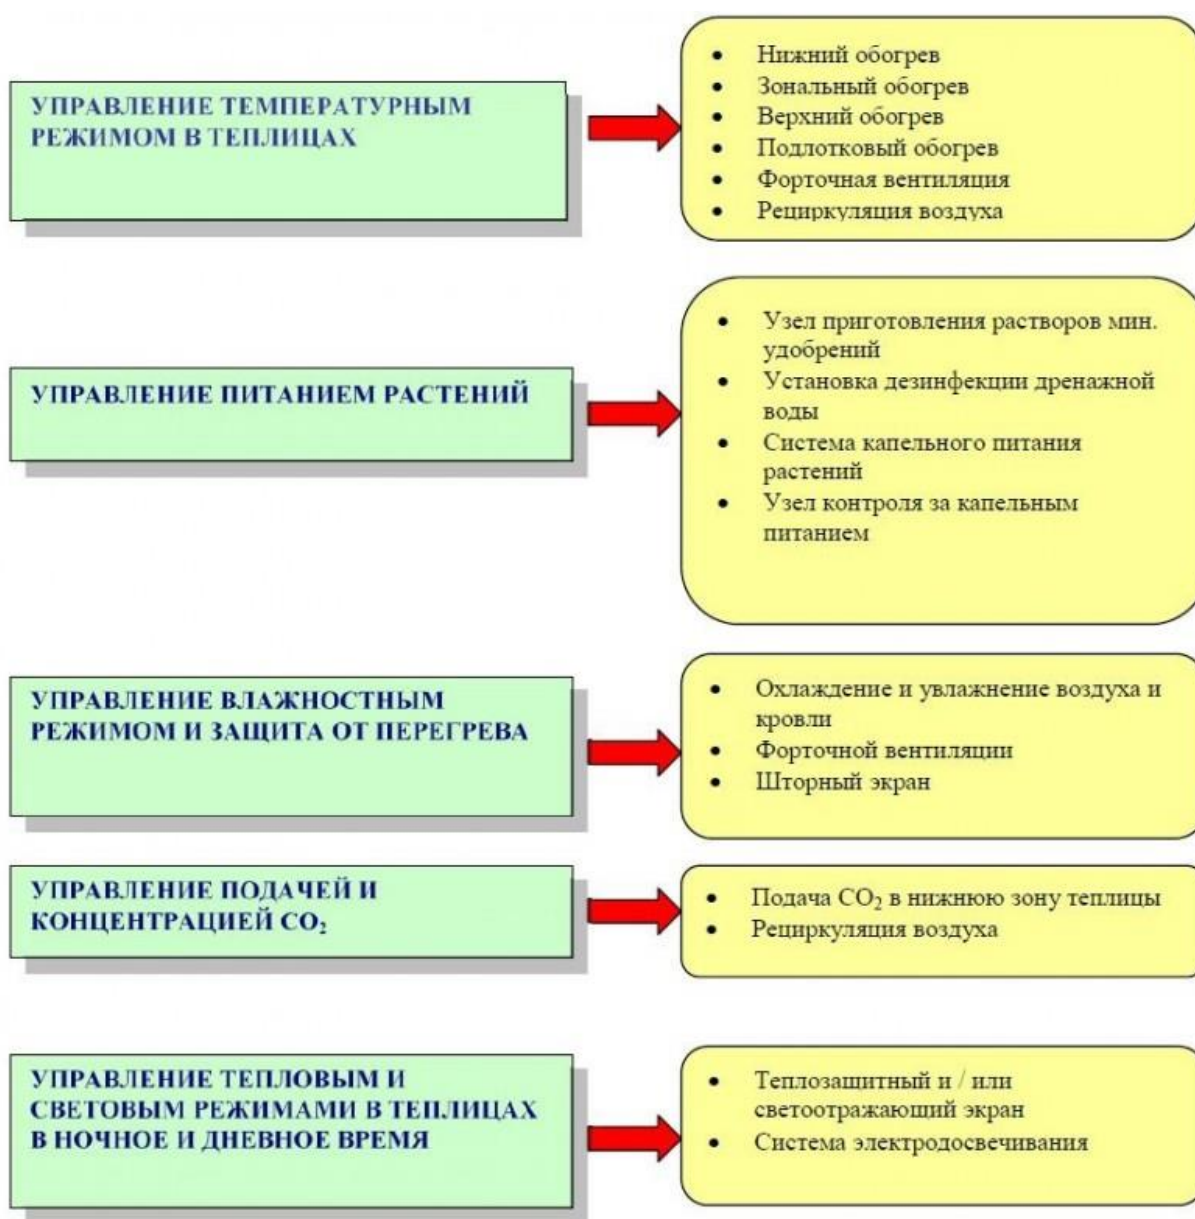 УПРАВЛЕНИЕ ТЕМПЕРАТУРНЫМ
РЕЖИМОМ В ТЕПЛИЦАХ
• Нижний обогрев
• Зональный обогрев
• Верхний обогрев
• Подлотковый обогрев
• Форточная вентиляция
• Рециркуляция воздуха
УПРАВЛЕНИЕ ПИТАНИЕМ РАСТЕНИЙ
• Узел приготовления растворов мин.
удобрений
• Установка дезинфекции дренажной
воды
• Система капельного питания
растений
• Узел контроля за капельным
питанием
УПРАВЛЕНИЕ ВЛАЖНОСТНЫМ
РЕЖИМОМ И ЗАЩИТА ОТ ПЕРЕГРЕВА
• Охлаждение и увлажнение воздуха и
кровли
• Форточной вентиляции
• Шторный экран
УПРАВЛЕНИЕ ПОДАЧЕЙ И
КОНЦЕНТРАЦИЕЙ СО₂
• Подача СО₂ в нижнюю зону теплицы
• Рециркуляция воздуха
УПРАВЛЕНИЕ ТЕПЛОВЫМ И
СВЕТОВЫМ РЕЖИМАМИ В ТЕПЛИЦАХ
В НОЧНОЕ И ДНЕВНОЕ ВРЕМЯ
• Теплозащитный и / или
светоотражающий экран
• Система электродосвечивания